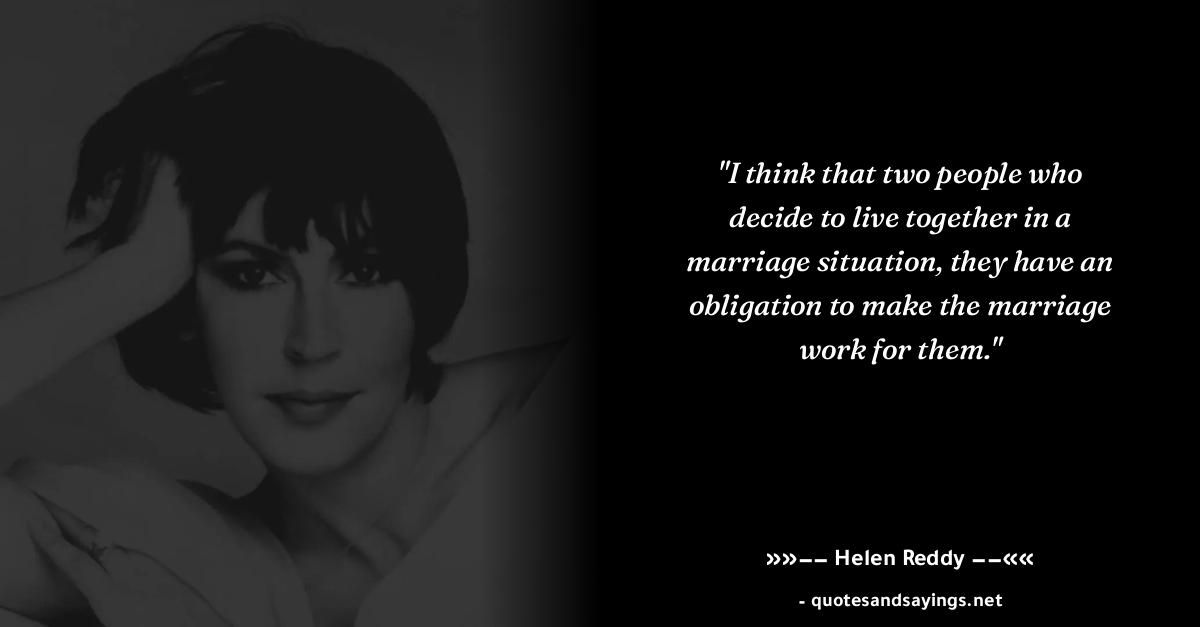 "I think that two people who
decide to live together in a
marriage situation, they have an
obligation to make the marriage
work for them."
»»−− Helen Reddy −−««
- quotesandsayings.net